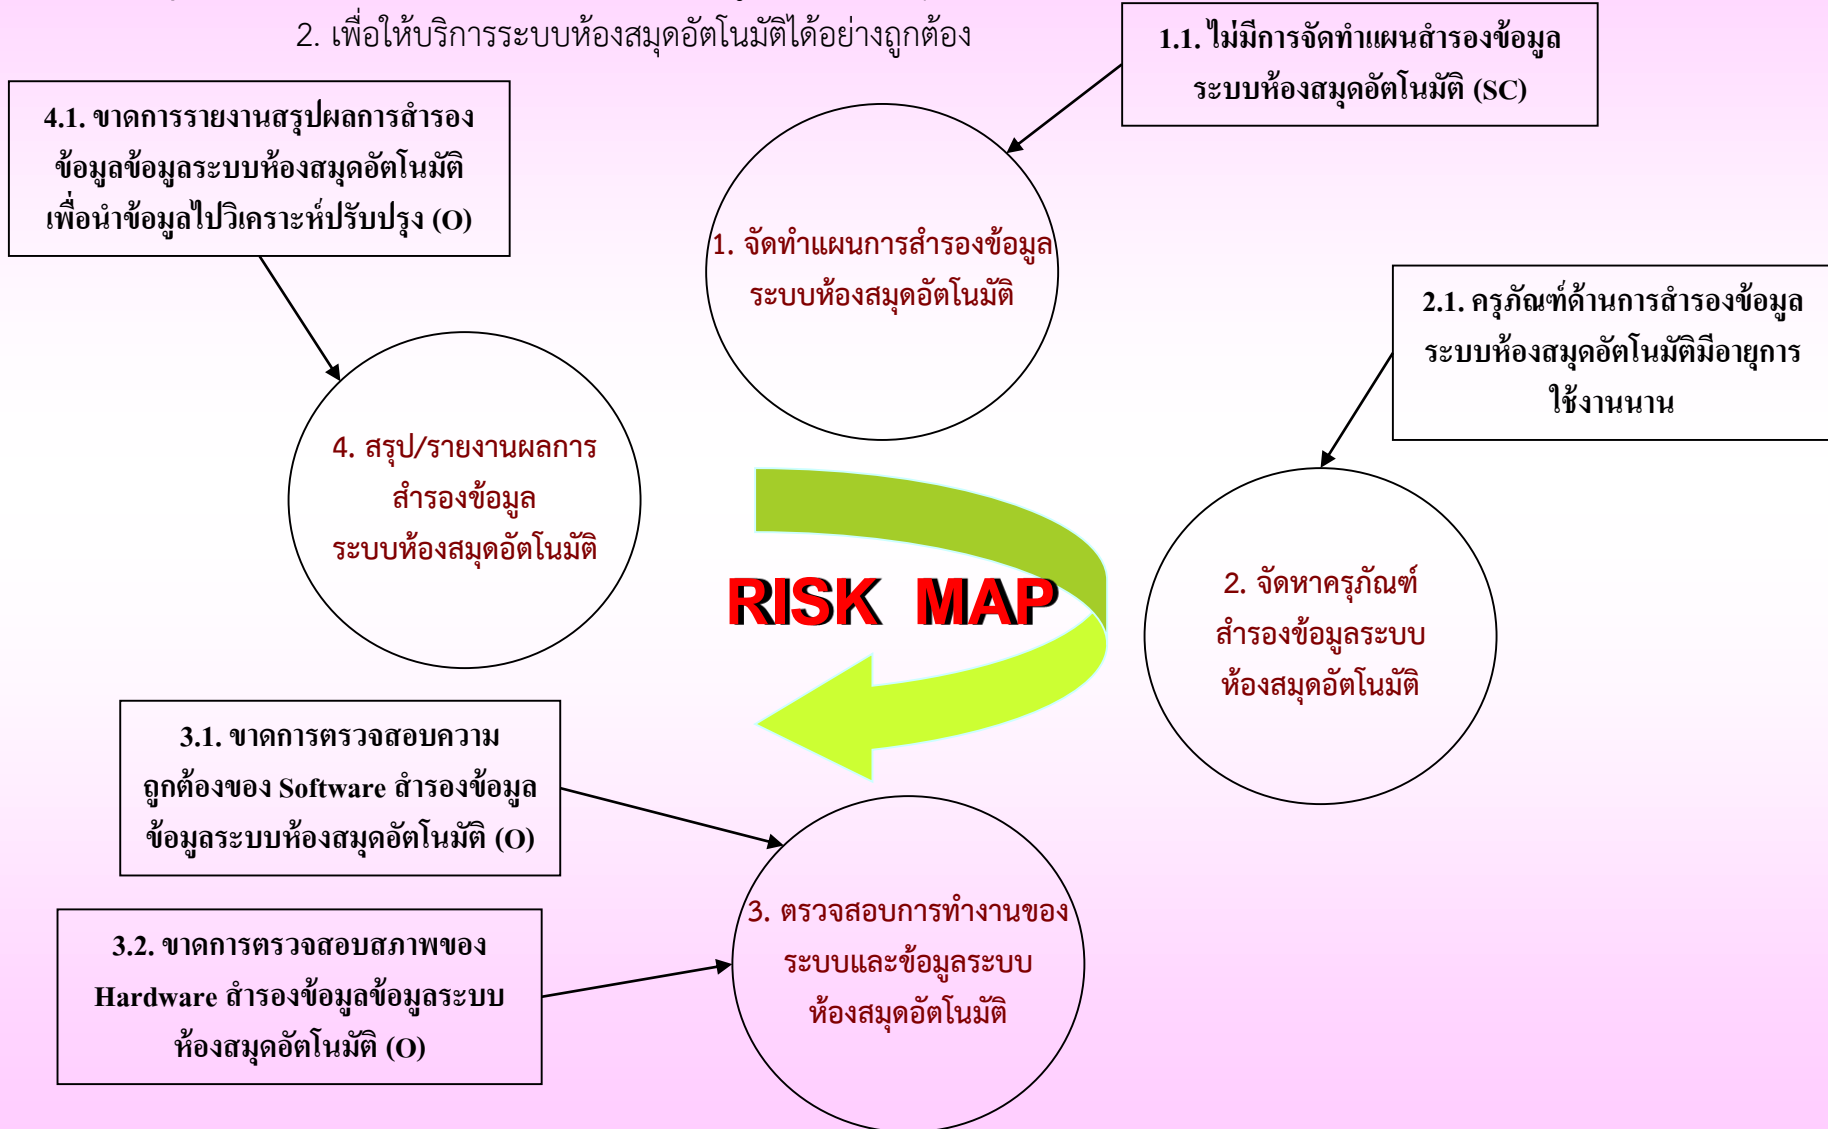 2. เพื่อให้บริการระบบห้องสมุดอัตโนมัติได้อย่างถูกต้อง
1.1. ไม่มีการจัดทำแผนสำรองข้อมูล
ระบบห้องสมุดอัตโนมัติ (SC)
4.1. ขาดการรายงานสรุปผลการสำรอง
ข้อมูลข้อมูลระบบห้องสมุดอัตโนมัติ
เพื่อนำข้อมูลไปวิเคราะห์ปรับปรุง (O)
1. จัดทำแผนการสำรองข้อมูล
ระบบห้องสมุดอัตโนมัติ
2.1. ครุภัณฑ์ด้านการสำรองข้อมูล
ระบบห้องสมุดอัตโนมัติมีอายุการ
ใช้งานนาน
4. สรุป/รายงานผลการ
สำรองข้อมูล
ระบบห้องสมุดอัตโนมัติ
RISK MAP
2. จัดหาครุภัณฑ์
สำรองข้อมูลระบบ
ห้องสมุดอัตโนมัติ
3.1. ขาดการตรวจสอบความ
ถูกต้องของ Software สำรองข้อมูล
ข้อมูลระบบห้องสมุดอัตโนมัติ (O)
3. ตรวจสอบการทำงานของ
ระบบและข้อมูลระบบ
ห้องสมุดอัตโนมัติ
3.2. ขาดการตรวจสอบสภาพของ
Hardware สำรองข้อมูลข้อมูลระบบ
ห้องสมุดอัตโนมัติ (O)